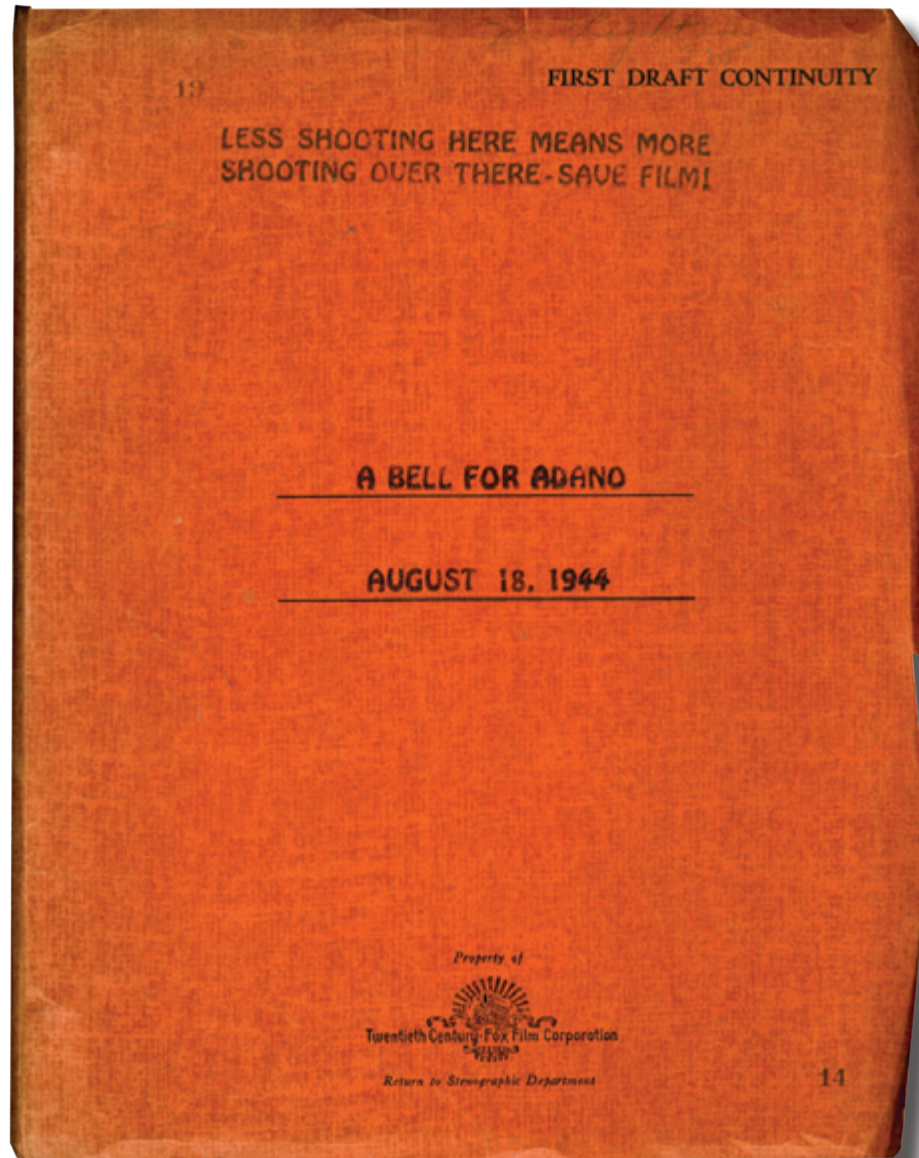 FIRST DRAFT CONTINUITY
19
LESS SHOOTING HERE MEANS MORE
SHOOTING OVER THERE-SAVE FILM!
A BELL FOR ADANO
AUGUST 18, 1944
Property of
Twentieth Century-Fox Film Corporation
Return to Stenographic Department
14